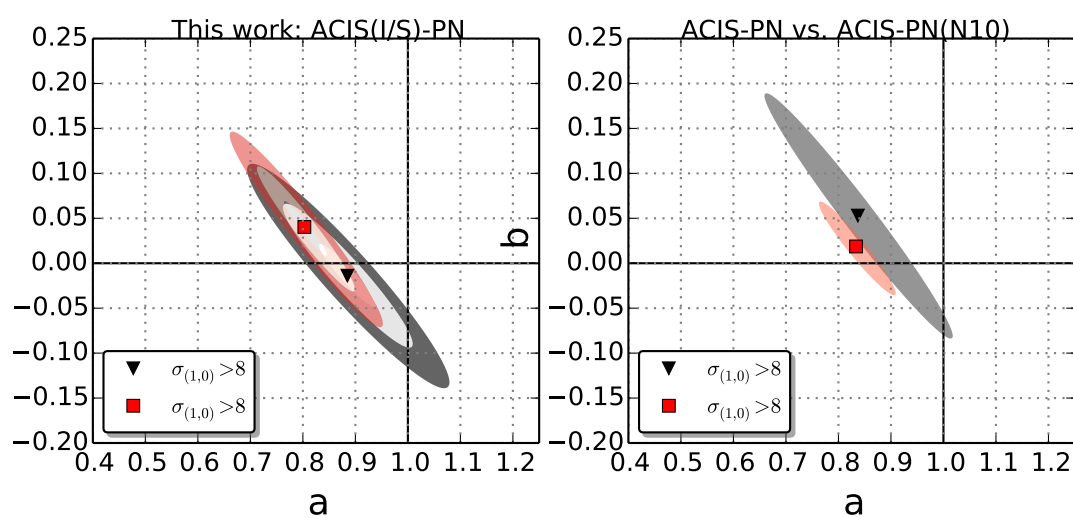 This work: ACIS(I/S)-PN
0.25
0.20
0.15
0.10
0.05
0.00
−0.05
−0.10
−0.15
−0.20
0.4 0.5 0.6 0.7 0.8 0.9 1.0 1.1 1.2
a
σ(1,0) >8
σ(1,0) >8
ACIS-PN vs. ACIS-PN(N10)
b
0.25
0.20
0.15
0.10
0.05
0.00
−0.05
−0.10
−0.15
−0.20
0.4 0.5 0.6 0.7 0.8 0.9 1.0 1.1 1.2
a
σ(1,0) >8
σ(1,0) >8